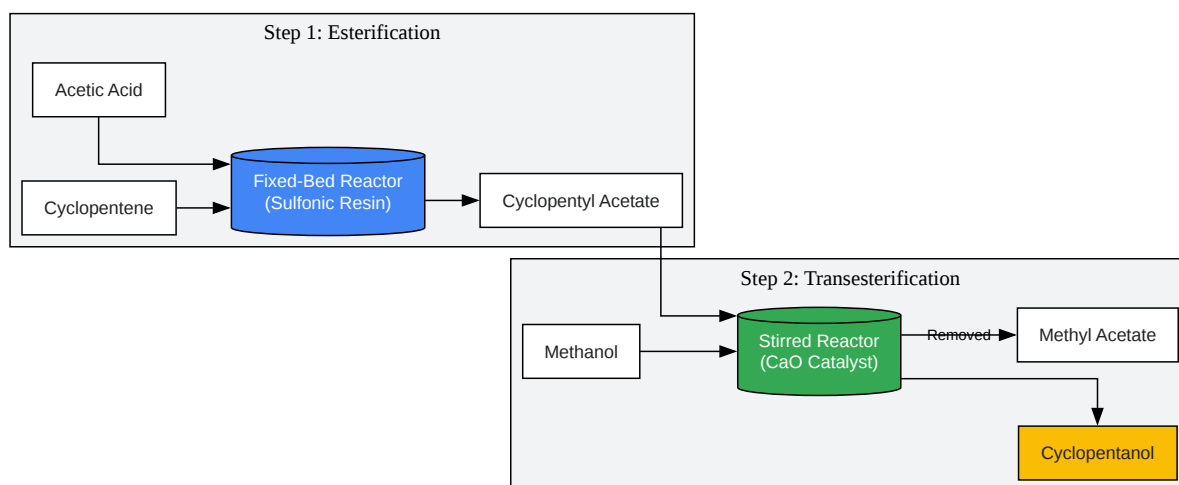 Step 1: Esterification
Acetic Acid
Cyclopentene
Fixed-Bed Reactor
(Sulfonic Resin)
Cyclopentyl Acetate
Step 2: Transesterification
Methanol
Stirred Reactor
(CaO Catalyst)
Removed
Methyl Acetate
Cyclopentanol